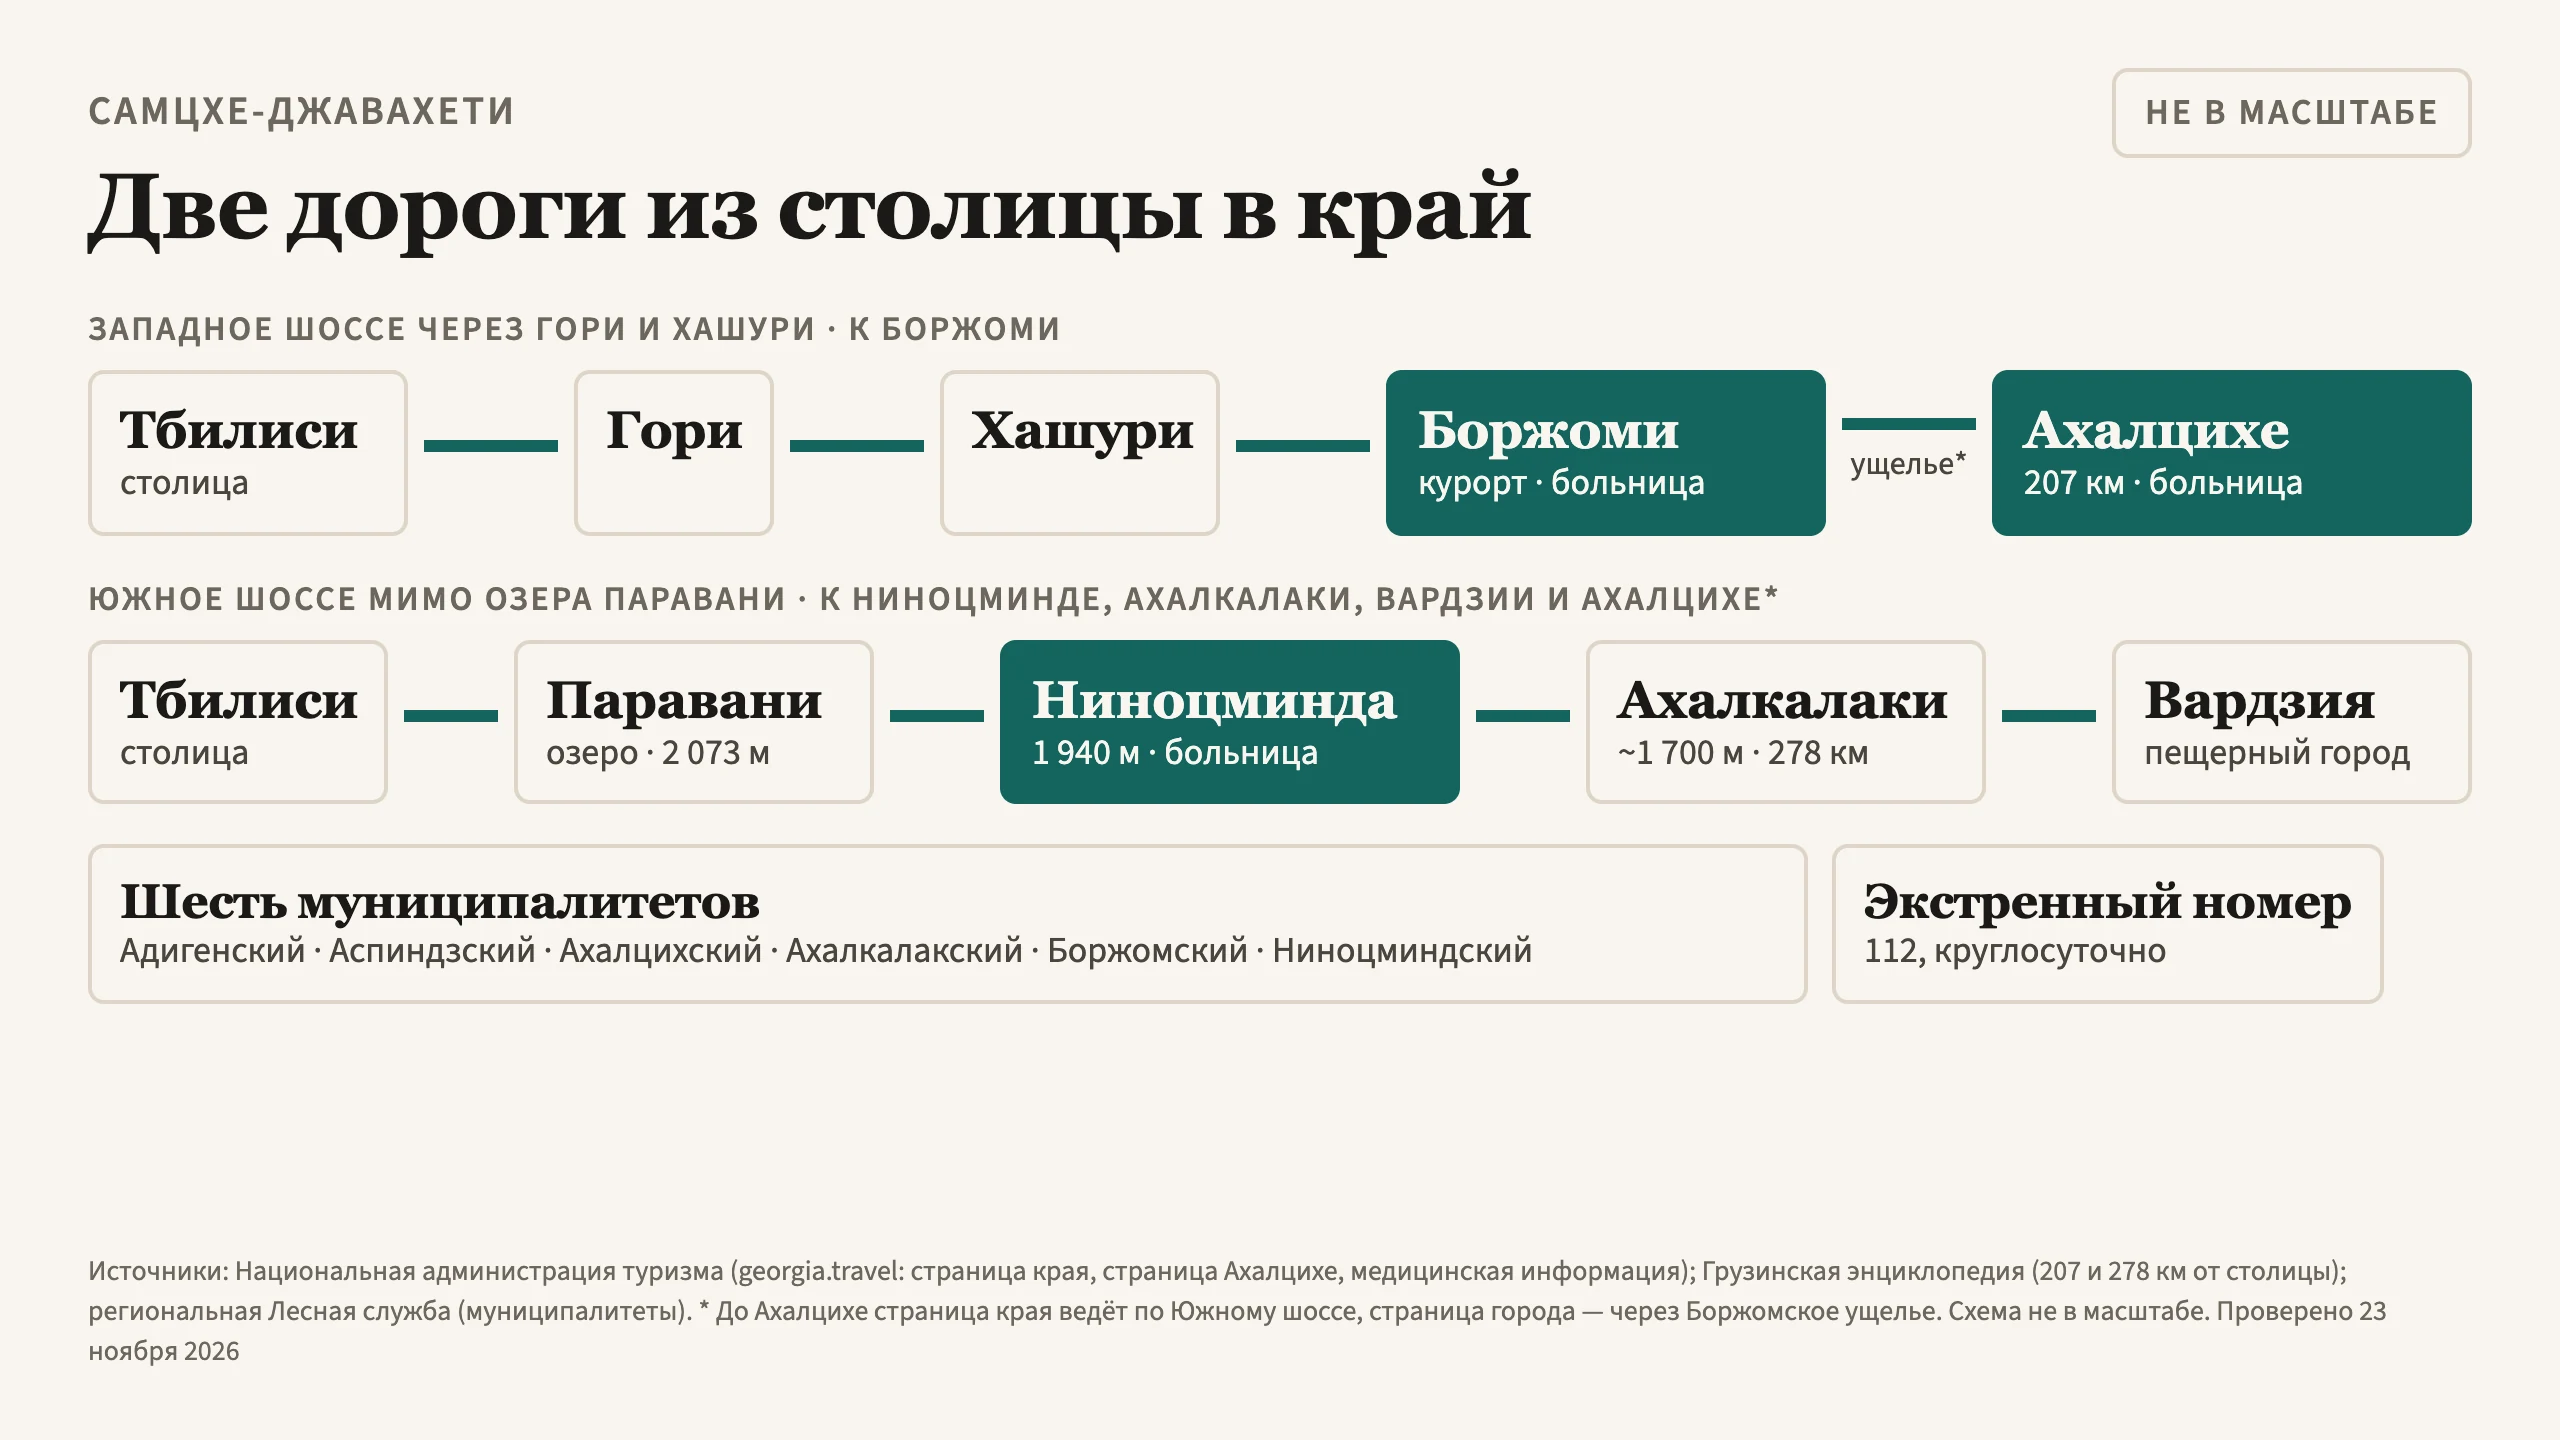 САМЦХЕ-ДЖАВАХЕТИ
НЕ В МАСШТАБЕ
Две дороги из столицы в край
ЗАПАДНОЕ ШОССЕ ЧЕРЕЗ ГОРИ И ХАШУРИ · К БОРЖОМИ
Тбилиси
столица
Гори
Хашури
Боржоми
курорт · больница
ущелье*
Ахалцихе
207 км · больница
ЮЖНОЕ ШОССЕ МИМО ОЗЕРА ПАРАВАНИ · К НИНОЦМИНДЕ, АХАЛКАЛАКИ, ВАРДЗИИ И АХАЛЦИХЕ*
Тбилиси
столица
Паравани
озеро · 2 073 м
Ниноцминда
1 940 м · больница
Ахалкалаки
~1 700 м · 278 км
Вардзия
пещерный город
Шесть муниципалитетов
Адигенский · Аспиндзский · Ахалцихский · Ахалкалакский · Боржомский · Ниноцминдский
Экстренный номер
112, круглосуточно
Источники: Национальная администрация туризма (georgia.travel: страница края, страница Ахалцихе, медицинская информация); Грузинская энциклопедия (207 и 278 км от столицы);
региональная Лесная служба (муниципалитеты). * До Ахалцихе страница края ведёт по Южному шоссе, страница города — через Боржомское ущелье. Схема не в масштабе. Проверено 23
ноября 2026